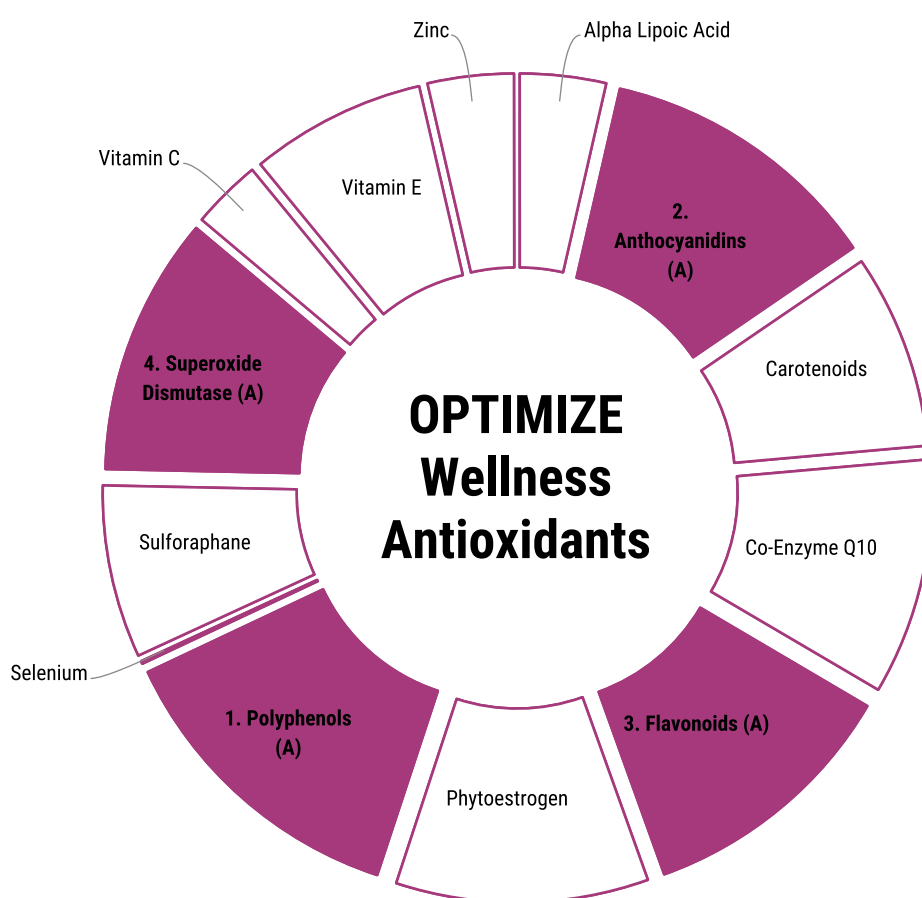 Zinc
Alpha Lipoic Acid
Vitamin C
Vitamin E
2.
Anthocyanidins
(A)
4. Superoxide
Dismutase (A)
Carotenoids
OPTIMIZE
Wellness
Antioxidants
Sulforaphane
Co-Enzyme Q10
Selenium
1. Polyphenols
(A)
3. Flavonoids (A)
Phytoestrogen